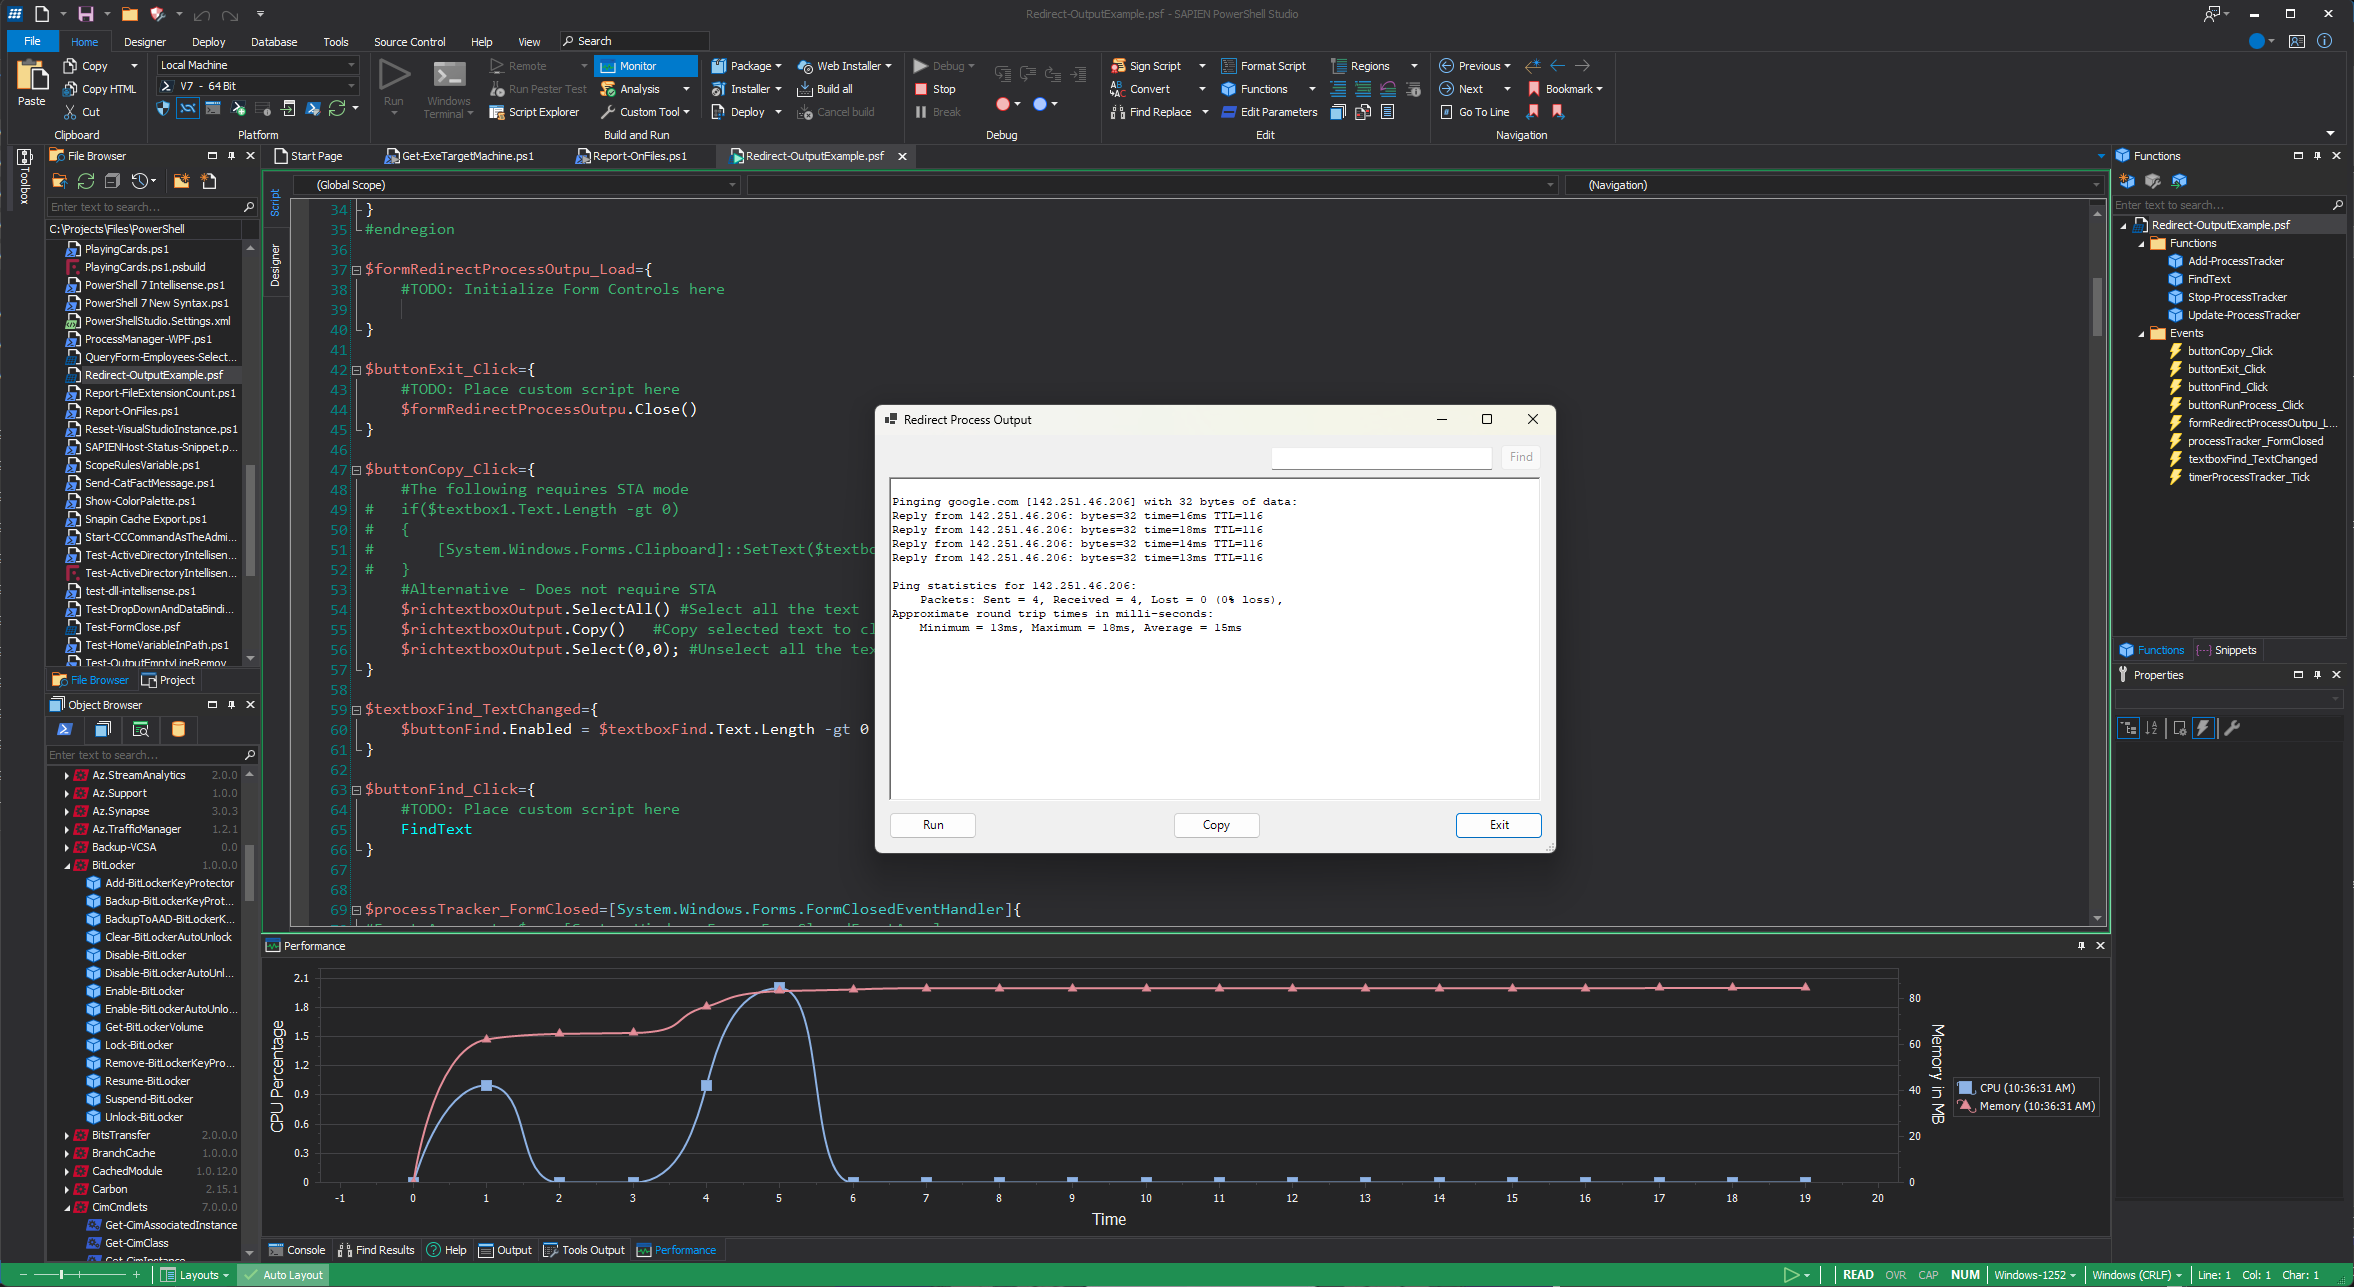 Redirect-OutputExample.psf - SAPIEN PowerShell Studio
File
Home
Designer
Deploy
Database
Tools
Source Control
Help
View
Search
Paste
Copy
Copy HTML
Cut
Clipboard
Local Machine
V7 - 64 Bit
Platform
Run
Windows Terminal
Remote
Run Pester Test
Script Explorer
Monitor
Analysis
Custom Tool
Build and Run
Package
Installer
Deploy
Web Installer
Build all
Cancel build
Debug
Stop
Break
Debug
Sign Script
Convert
Find Replace
Format Script
Functions
Edit Parameters
Regions
Edit
Previous
Next
Go To Line
Bookmark
Navigation
Toolbox
File Browser
Enter text to search...
C:\Projects\Files\PowerShell
PlayingCards.ps1
PlayingCards.ps1.psbuild
PowerShell 7 Intellisense.ps1
PowerShell 7 New Syntax.ps1
PowerShellStudio.Settings.xml
ProcessManager-WPF.ps1
QueryForm-Employees-Select...
Redirect-OutputExample.psf
Report-FileExtensionCount.ps1
Report-OnFiles.ps1
Reset-VisualStudioInstance.ps1
SAPIENHost-Status-Snippet.p...
ScopeRulesVariable.ps1
Send-CatFactMessage.ps1
Show-ColorPalette.ps1
Snapin Cache Export.ps1
Start-CCCommandAsTheAdmi...
Test-ActiveDirectoryIntellisen...
Test-ActiveDirectoryIntellisen...
test-dll-intellisense.ps1
Test-DropDownAndDataBindi...
Test-FormClose.psf
Test-HomeVariableInPath.ps1
Test-OutputEmptyLineRemov
File Browser
Project
Object Browser
Enter text to search...
Az.StreamAnalytics 2.0.0
Az.Support 1.0.0
Az.Synapse 3.0.3
Az.TrafficManager 1.2.1
Backup-VCSA 0.0
BitLocker 1.0.0.0
Add-BitLockerKeyProtector
Backup-BitLockerKeyProt...
BackupToAAD-BitLockerK...
Clear-BitLockerAutoUnlock
Disable-BitLocker
Disable-BitLockerAutoUnl...
Enable-BitLocker
Enable-BitLockerAutoUnlo...
Get-BitLockerVolume
Lock-BitLocker
Remove-BitLockerKeyPro...
Resume-BitLocker
Suspend-BitLocker
Unlock-BitLocker
BitsTransfer 2.0.0.0
BranchCache 1.0.0.0
CachedModule 1.0.12.0
Carbon 2.15.1
CimCmdlets 7.0.0.0
Get-CimAssociatedInstance
Get-CimClass
Get-CimInstance
Start Page
Get-ExeTargetMachine.ps1
Report-OnFiles.ps1
Redirect-OutputExample.psf
Script
Designer
(Global Scope)
(Navigation)
34 }
35 #endregion
36
37 $formRedirectProcessOutpu_Load={
38 #TODO: Initialize Form Controls here
39
40 }
41
42 $buttonExit_Click={
43 #TODO: Place custom script here
44 $formRedirectProcessOutpu.Close()
45 }
46
47 $buttonCopy_Click={
48 #The following requires STA mode
49 # if($textbox1.Text.Length -gt 0)
50 # {
51 # [System.Windows.Forms.Clipboard]::SetText($textbo
52 # }
53 #Alternative - Does not require STA
54 $richtextboxOutput.SelectAll() #Select all the text
55 $richtextboxOutput.Copy() #Copy selected text to cl
56 $richtextboxOutput.Select(0,0); #Unselect all the tex
57 }
58
59 $textboxFind_TextChanged={
60 $buttonFind.Enabled = $textboxFind.Text.Length -gt 0
61 }
62
63 $buttonFind_Click={
64 #TODO: Place custom script here
65 FindText
66 }
67
68
69 $processTracker_FormClosed=[System.Windows.Forms.FormClosedEventHandler]{
Redirect Process Output
Find
Pinging google.com [142.251.46.206] with 32 bytes of data:
Reply from 142.251.46.206: bytes=32 time=16ms TTL=116
Reply from 142.251.46.206: bytes=32 time=18ms TTL=116
Reply from 142.251.46.206: bytes=32 time=14ms TTL=116
Reply from 142.251.46.206: bytes=32 time=13ms TTL=116
Ping statistics for 142.251.46.206:
Packets: Sent = 4, Received = 4, Lost = 0 (0% loss),
Approximate round trip times in milli-seconds:
Minimum = 13ms, Maximum = 18ms, Average = 15ms
Run
Copy
Exit
Performance
CPU Percentage
2.1
1.8
1.5
1.2
0.9
0.6
0.3
0
-1 0 1 2 3 4 5 6 7 8 9 10 11 12 13 14 15 16 17 18 19 20
Time
80
60
40
20
0
Memory in MB
CPU (10:36:31 AM)
Memory (10:36:31 AM)
Console
Find Results
Help
Output
Tools Output
Performance
Functions
Enter text to search...
Redirect-OutputExample.psf
Functions
Add-ProcessTracker
FindText
Stop-ProcessTracker
Update-ProcessTracker
Events
buttonCopy_Click
buttonExit_Click
buttonFind_Click
buttonRunProcess_Click
formRedirectProcessOutpu_L...
processTracker_FormClosed
textboxFind_TextChanged
timerProcessTracker_Tick
Functions
Snippets
Properties
Layouts
Auto Layout
READ
OVR
CAP
NUM
Windows-1252
Windows (CRLF)
Line: 1
Col: 1
Char: 1